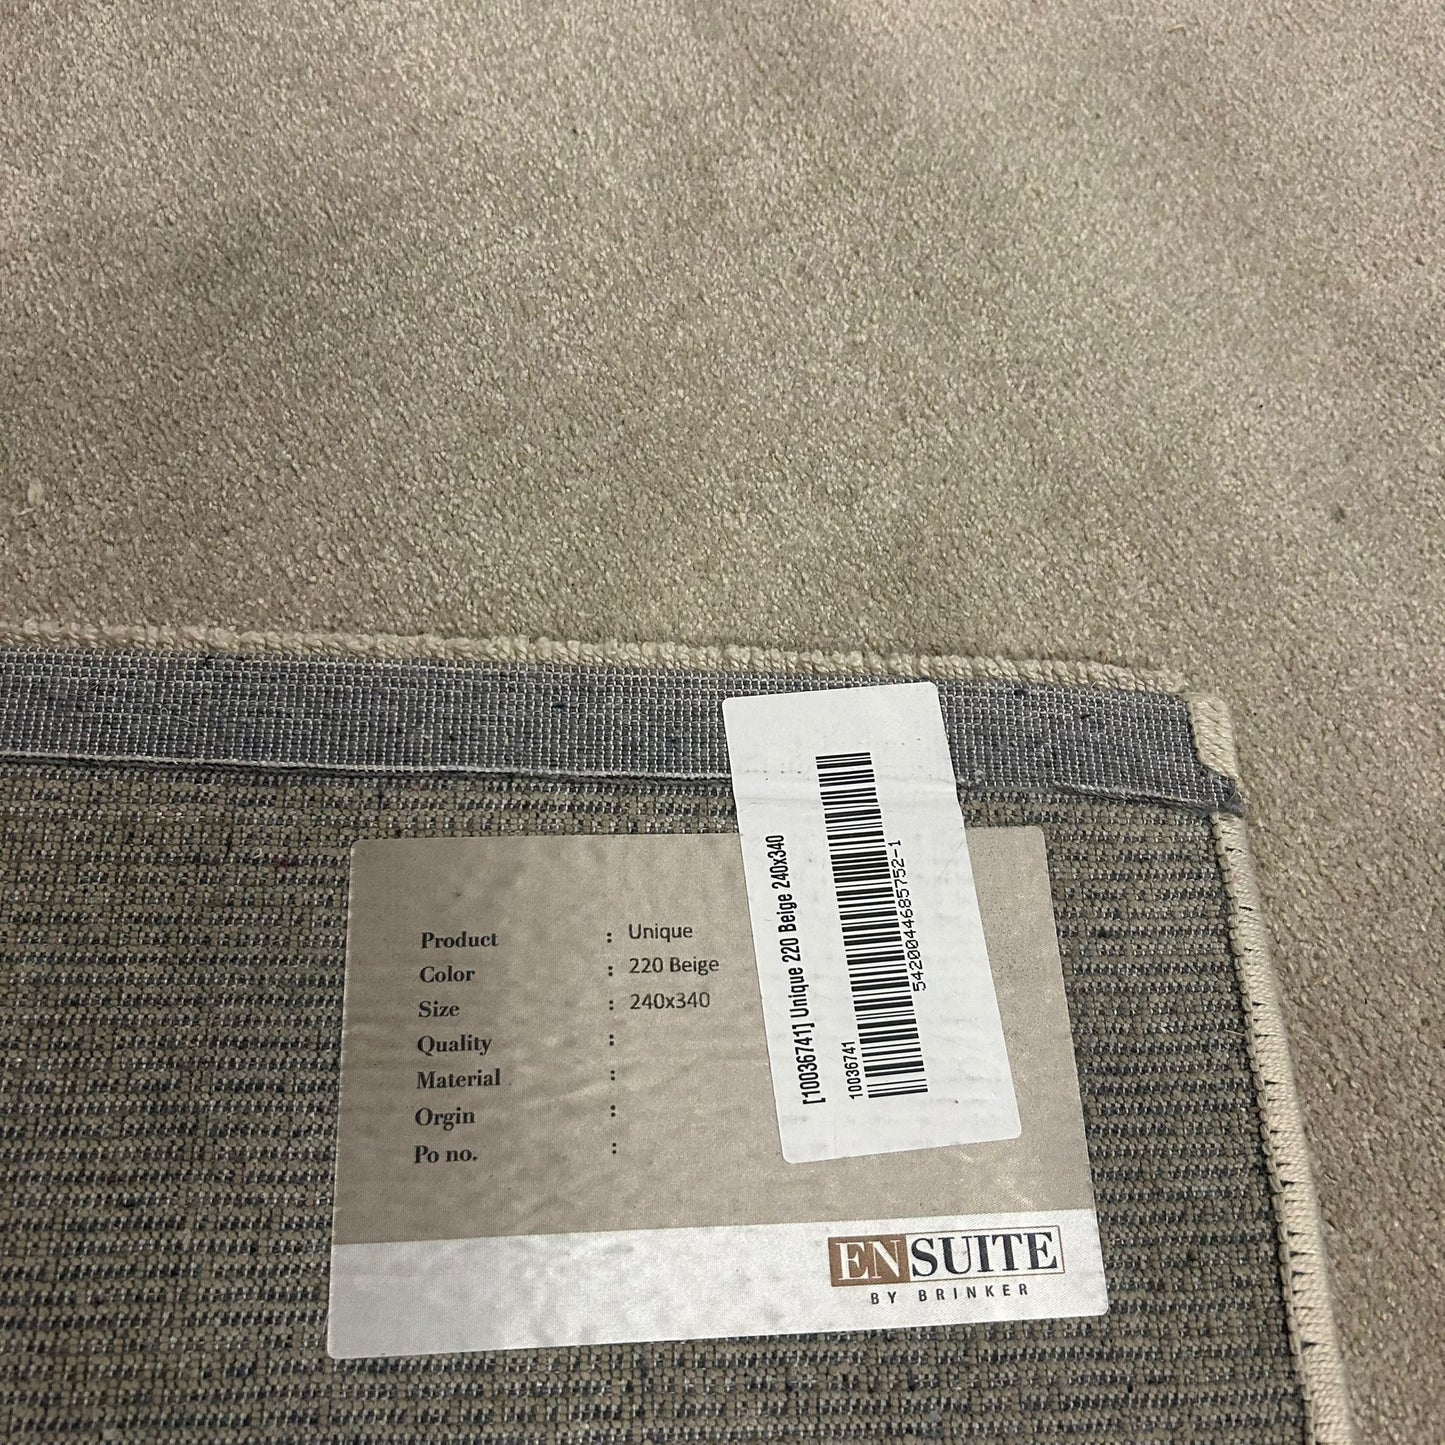 Product : Unique
Color : 220 Beige
Size : 240x340
Quality :
Material :
Orgin :
Po no. :
[10036741] Unique 220 Beige 240x340
10036741
5420044685752-1
ENSUITE
BY BRINKER